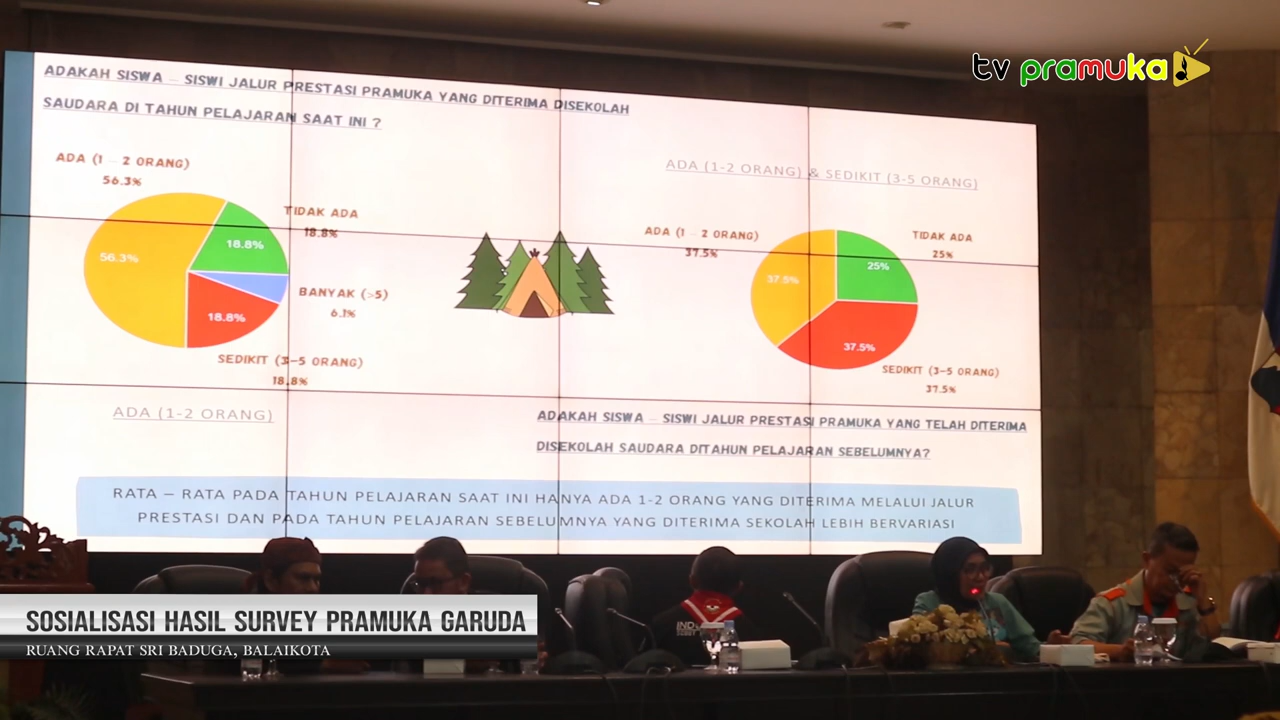 tv pramuka
ADAKAH SISWA – SISWI JALUR PRESTASI PRAMUKA YANG DITERIMA DISEKOLAH
SAUDARA DI TAHUN PELAJARAN SAAT INI ?
ADA (1 – 2 ORANG)
56.3%
TIDAK ADA
18.8%
56.3%
18.8%
18.8%
BANYAK (>5)
6.1%
SEDIKIT (3-5 ORANG)
18.8%
ADA (1-2 ORANG)
ADA (1-2 ORANG) & SEDIKIT (3-5 ORANG)
ADA (1 – 2 ORANG)
37.5%
TIDAK ADA
25%
37.5%
25%
37.5%
SEDIKIT (3-5 ORANG)
37.5%
ADAKAH SISWA – SISWI JALUR PRESTASI PRAMUKA YANG TELAH DITERIMA
DISEKOLAH SAUDARA DITAHUN PELAJARAN SEBELUMNYA?
RATA – RATA PADA TAHUN PELAJARAN SAAT INI HANYA ADA 1-2 ORANG YANG DITERIMA MELALUI JALUR
PRESTASI DAN PADA TAHUN PELAJARAN SEBELUMNYA YANG DITERIMA SEKOLAH LEBIH BERVARIASI
SOSIALISASI HASIL SURVEY PRAMUKA GARUDA
RUANG RAPAT SRI BADUGA, BALAIKOTA